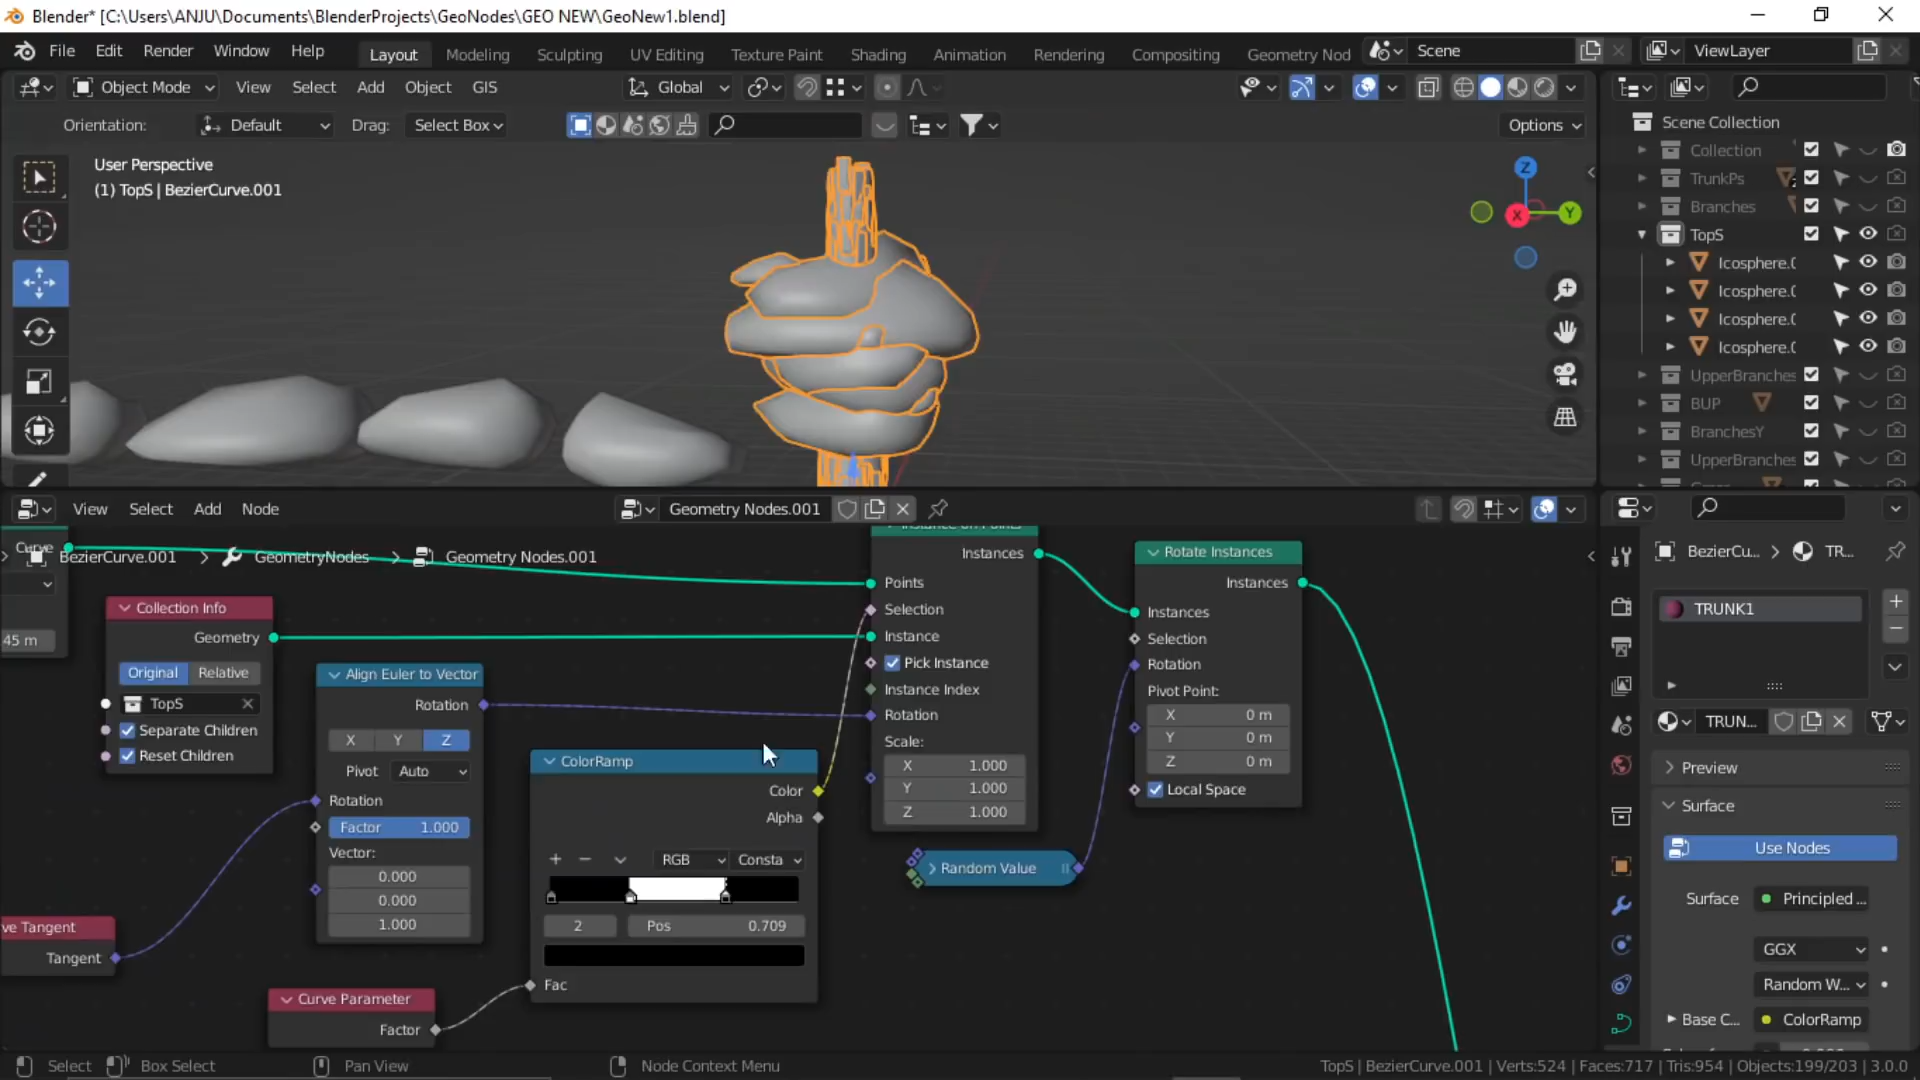 Blender* [C:\Users\ANJU\Documents\BlenderProjects\GeoNodes\GEO NEW\GeoNew1.blend]
File Edit Render Window Help Layout Modeling Sculpting UV Editing Texture Paint Shading Animation Rendering Compositing Geometry Nod Scene ViewLayer
Object Mode View Select Add Object GIS Global
Orientation: Default Drag: Select Box Options
User Perspective
(1) TopS | BezierCurve.001
Z
X
Y
Scene Collection
Collection
TrunkPs
Branches
TopS
Icosphere.0
Icosphere.0
Icosphere.0
Icosphere.0
UpperBranches
BUP
BranchesY
UpperBranches
View Select Add Node Geometry Nodes.001
Curve
BezierCurve.001 > GeometryNodes > Geometry Nodes.001
45 m
Collection Info
Geometry
Original Relative
TopS
Separate Children
Reset Children
Align Euler to Vector
Rotation
X Y Z
Pivot Auto
Rotation
Factor 1.000
Vector:
0.000
0.000
1.000
ve Tangent
Tangent
Curve Parameter
Factor
ColorRamp
Color
Alpha
RGB Consta
2 Pos 0.709
Fac
Instances
Points
Selection
Instance
Pick Instance
Instance Index
Rotation
Scale:
X 1.000
Y 1.000
Z 1.000
Random Value
Rotate Instances
Instances
Instances
Selection
Rotation
Pivot Point:
X 0 m
Y 0 m
Z 0 m
Local Space
BezierCu... > TR...
TRUNK1
TRUN...
Preview
Surface
Use Nodes
Surface Principled ...
GGX
Random W...
Base C... ColorRamp
Select Box Select Pan View Node Context Menu TopS | BezierCurve.001 | Verts:524 | Faces:717 | Tris:954 | Objects:199/203 | 3.0.0